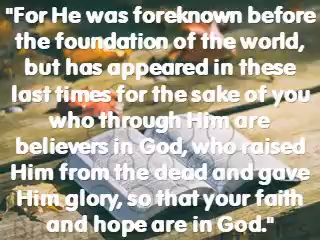 "For He was foreknown before
the foundation of the world,
but has appeared in these
last times for the sake of you
who through Him are
believers in God, who raised
Him from the dead and gave
Him glory, so that your faith
and hope are in God."